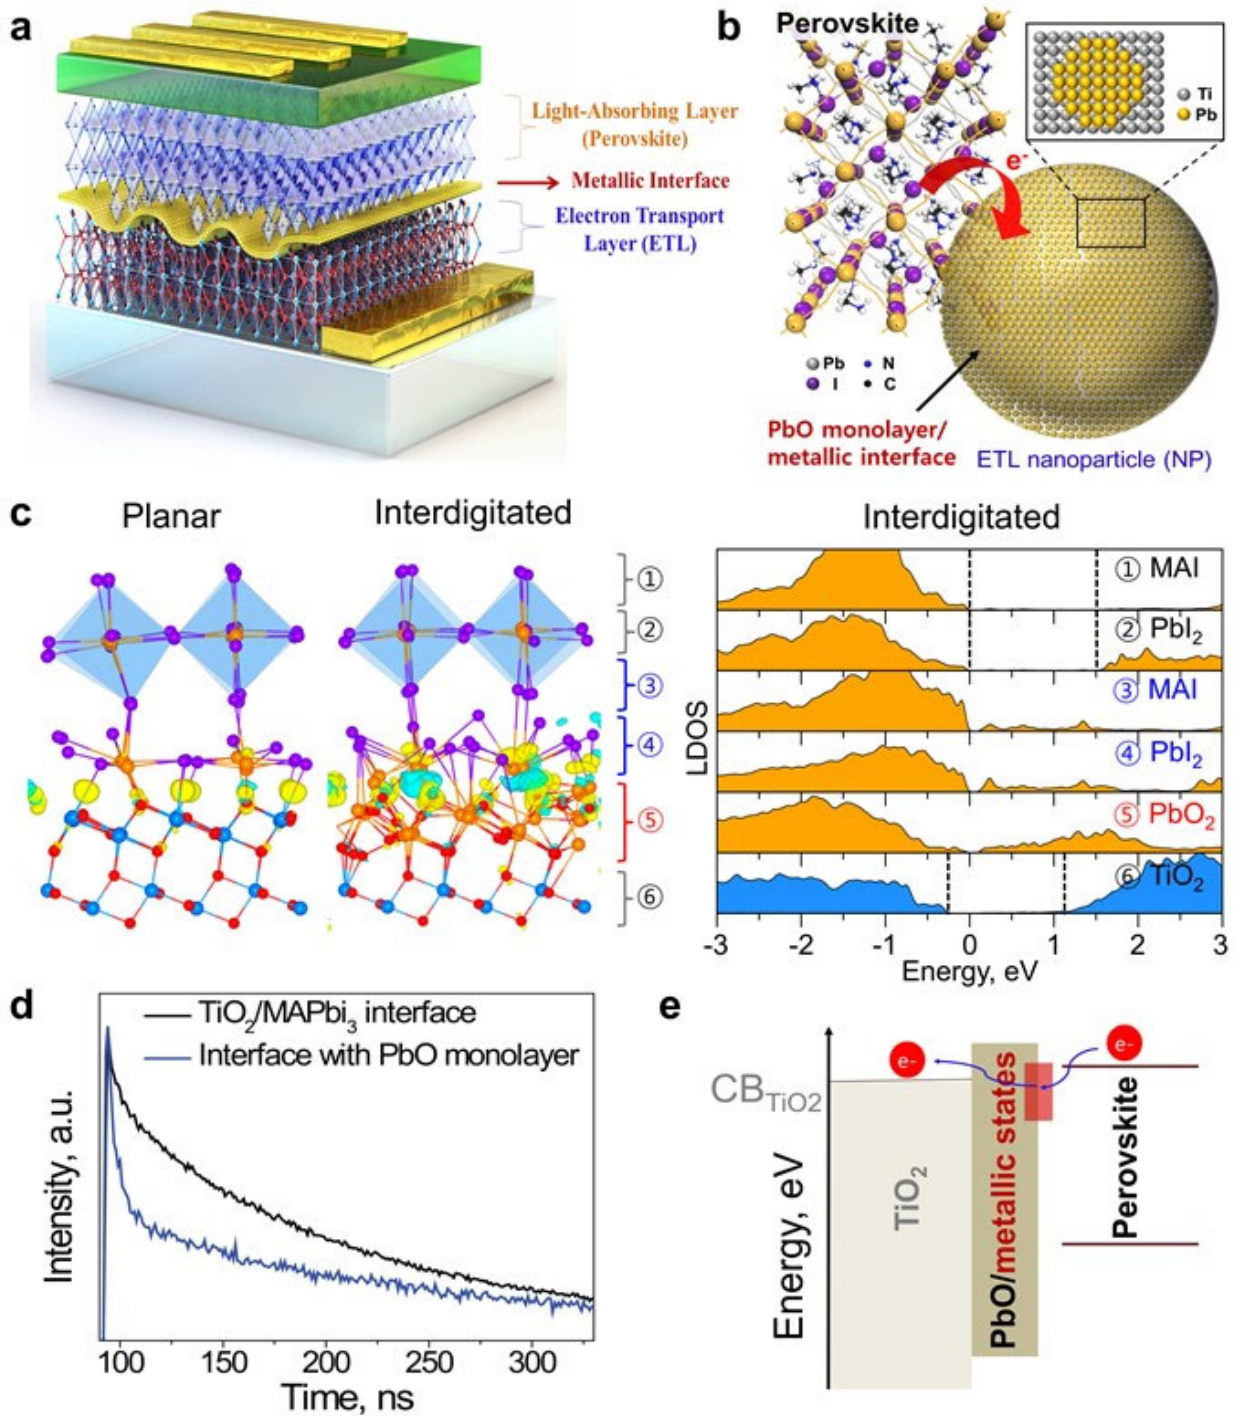 a
Light-Absorbing Layer
(Perovskite)
Metallic Interface
Electron Transport
Layer (ETL)
b
Perovskite
Ti
Pb
e-
Pb N
I C
PbO monolayer/
metallic interface
ETL nanoparticle (NP)
c
Planar
Interdigitated
①
②
③
④
⑤
⑥
Interdigitated
① MAI
② PbI₂
③ MAI
④ PbI₂
⑤ PbO₂
⑥ TiO₂
LDOS
-3 -2 -1 0 1 2 3
Energy, eV
d
TiO₂/MAPbi₃ interface
Interface with PbO monolayer
Intensity, a.u.
100 150 200 250 300
Time, ns
e
e-
e-
CB_TiO2
Energy, eV
TiO₂
PbO/metallic states
Perovskite